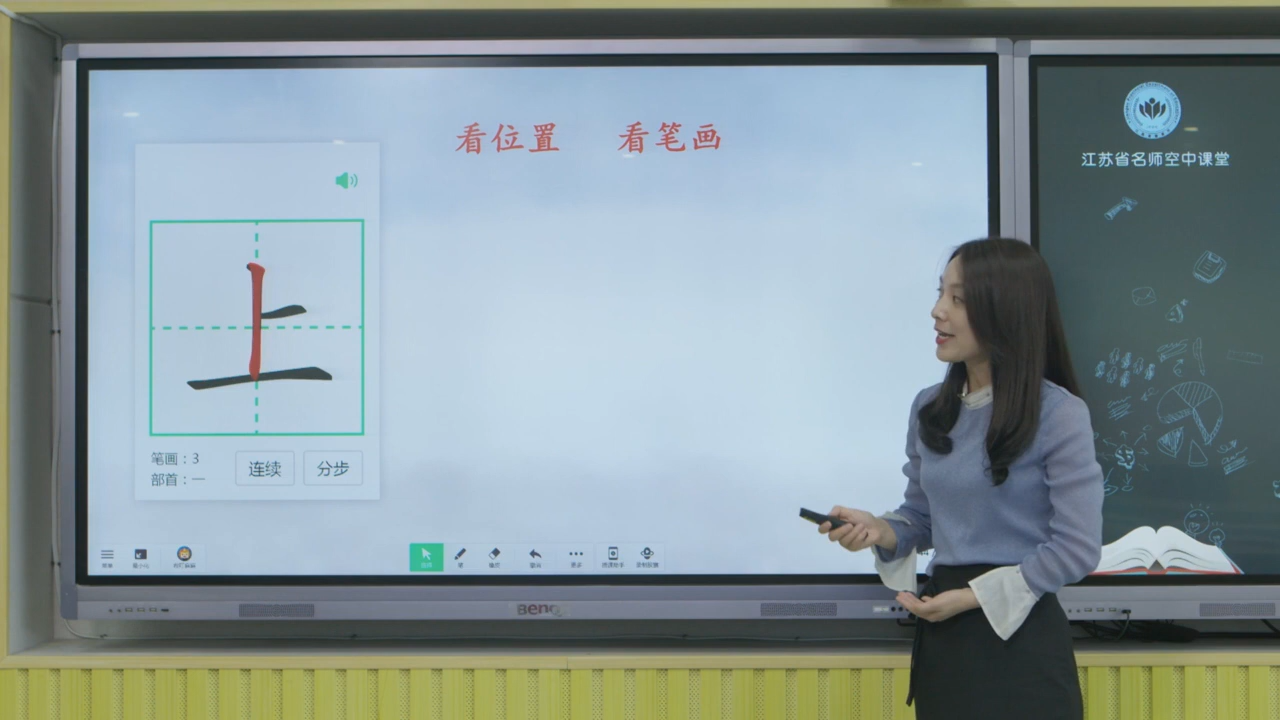 看位置 看笔画
上
笔画：3
部首：一
连续 分步
BenQ
江苏省名师空中课堂